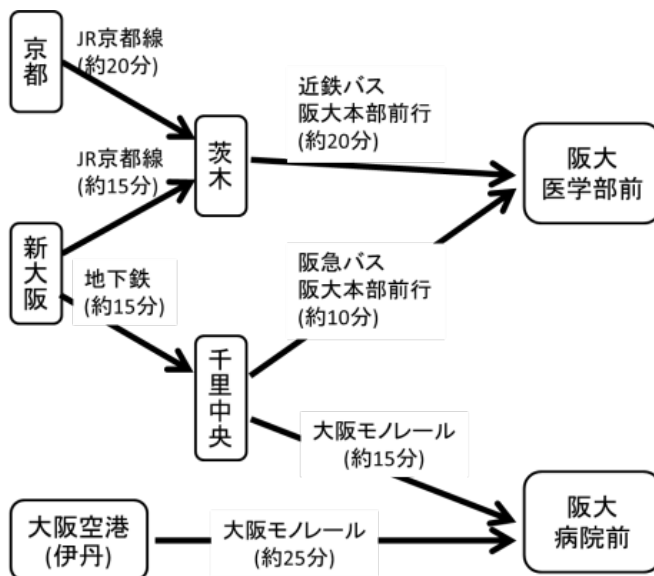 京都
JR京都線
(約20分)
近鉄バス
阪大本部前行
(約20分)
茨木
阪大
医学部前
JR京都線
(約15分)
新大阪
地下鉄
(約15分)
阪急バス
阪大本部前行
(約10分)
千里中央
大阪モノレール
(約15分)
阪大
病院前
大阪空港
(伊丹)
大阪モノレール
(約25分)